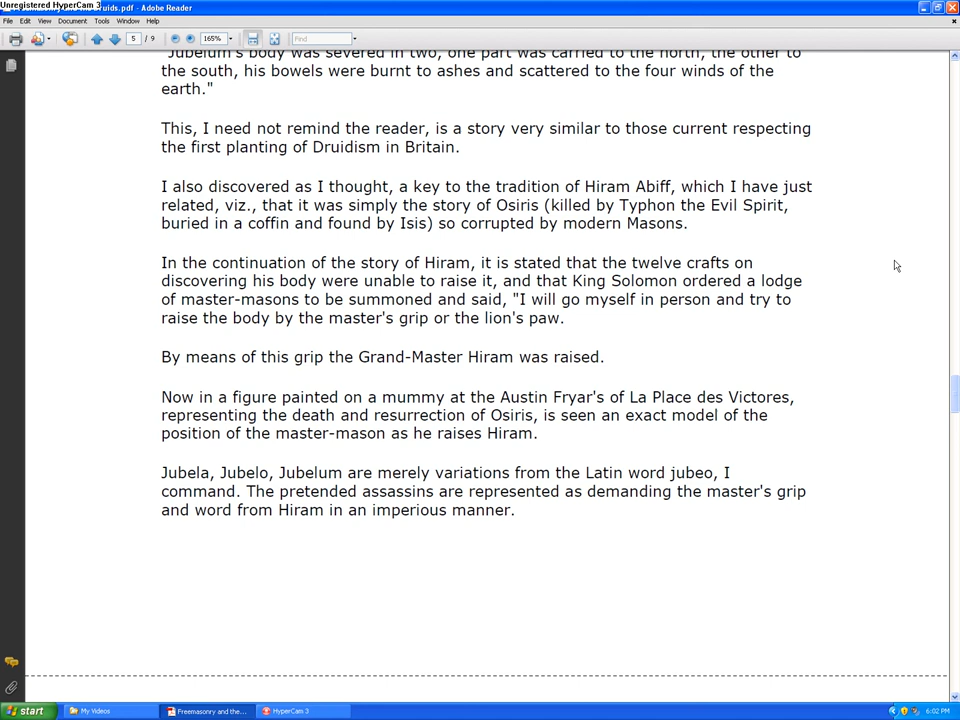 Unregistered HyperCam 3
uids.pdf - Adobe Reader
File Edit View Document Tools Window Help
5 / 9 165% Find
"Jubelum's body was severed in two, one part was carried to the north, the other to
the south, his bowels were burnt to ashes and scattered to the four winds of the
earth."
This, I need not remind the reader, is a story very similar to those current respecting
the first planting of Druidism in Britain.
I also discovered as I thought, a key to the tradition of Hiram Abiff, which I have just
related, viz., that it was simply the story of Osiris (killed by Typhon the Evil Spirit,
buried in a coffin and found by Isis) so corrupted by modern Masons.
In the continuation of the story of Hiram, it is stated that the twelve crafts on
discovering his body were unable to raise it, and that King Solomon ordered a lodge
of master-masons to be summoned and said, "I will go myself in person and try to
raise the body by the master's grip or the lion's paw.
By means of this grip the Grand-Master Hiram was raised.
Now in a figure painted on a mummy at the Austin Fryar's of La Place des Victores,
representing the death and resurrection of Osiris, is seen an exact model of the
position of the master-mason as he raises Hiram.
Jubela, Jubelo, Jubelum are merely variations from the Latin word jubeo, I
command. The pretended assassins are represented as demanding the master's grip
and word from Hiram in an imperious manner.
start My Videos Freemasonry and the... HyperCam 3 6:02 PM